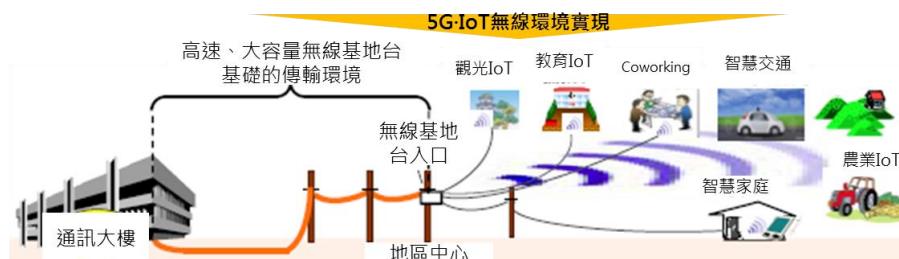 5G·IoT無線環境實現
高速、大容量無線基地台
基礎的傳輸環境
觀光IoT
教育IoT
Coworking
智慧交通
無線基地
台入口
農業IoT
智慧家庭
通訊大樓
地區中心